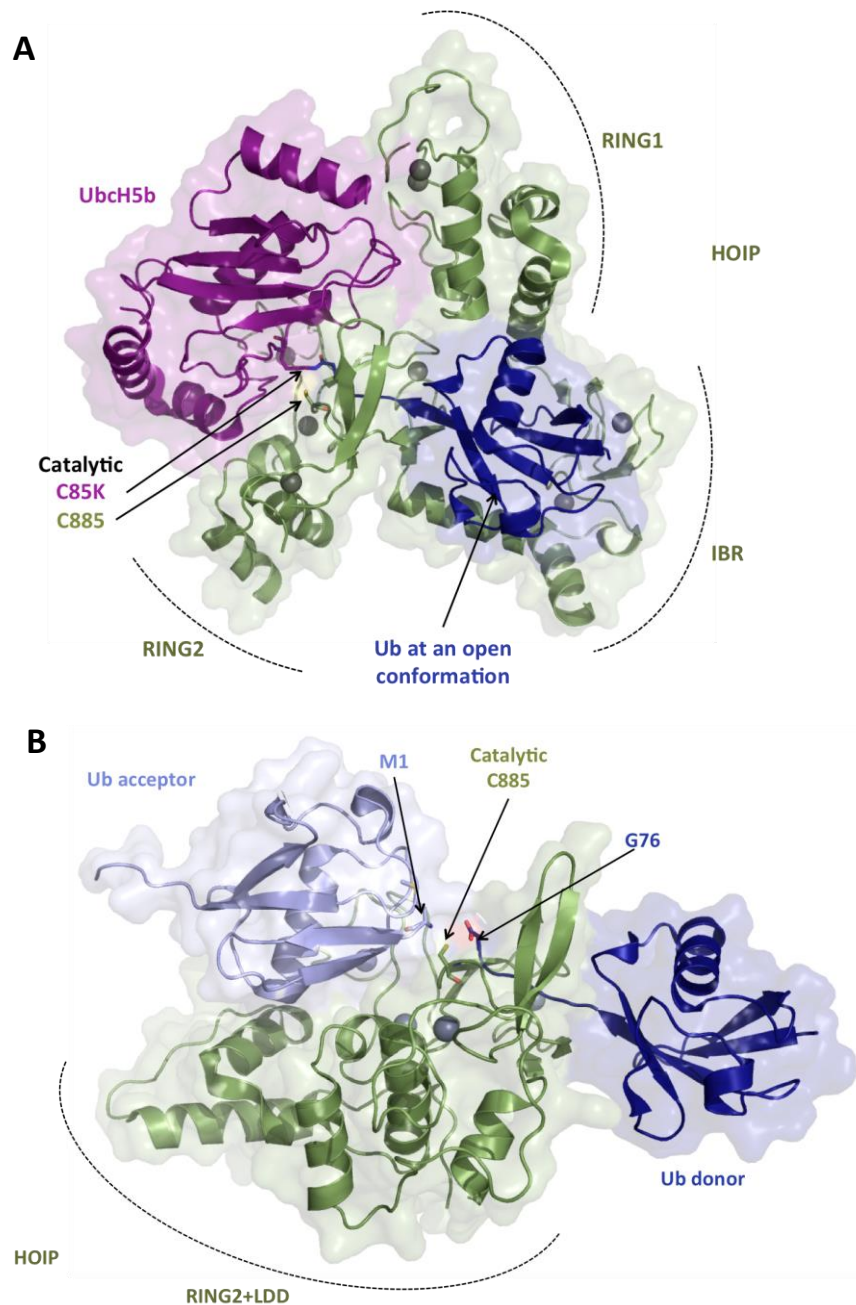 A
RING1
UbcH5b
HOIP
Catalytic
C85K
C885
IBR
RING2
Ub at an open
conformation
B
M1
Catalytic
C885
Ub acceptor
G76
Ub donor
HOIP
RING2+LDD